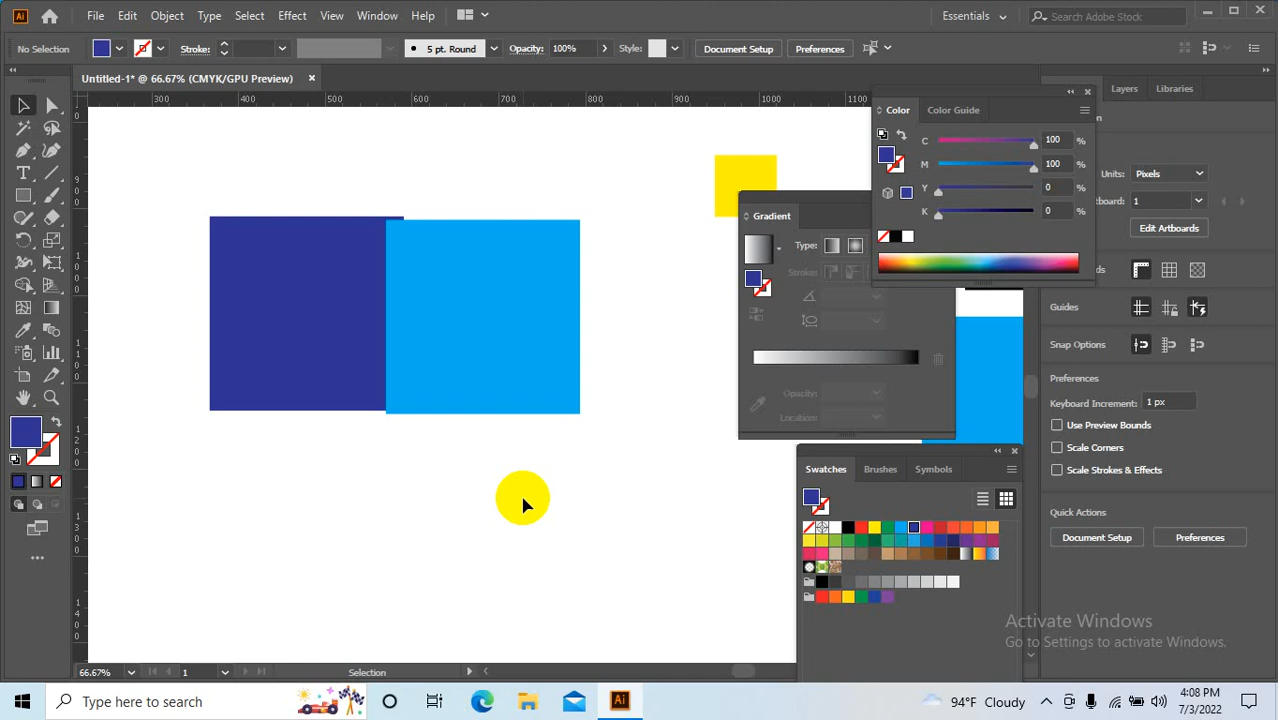 Ai File Edit Object Type Select Effect View Window Help Essentials Search Adobe Stock
No Selection Stroke: 5 pt. Round Opacity: 100% Style: Document Setup Preferences
Untitled-1* @ 66.67% (CMYK/GPU Preview)
300 400 500 600 700 800 900 1000 1100
Color Color Guide
Layers Libraries
C 100 %
M 100 %
Y 0 %
K 0 %
Units: Pixels
1
Edit Artboards
Guides
Snap Options
Preferences
Keyboard Increment: 1 px
Use Preview Bounds
Scale Corners
Scale Strokes & Effects
Quick Actions
Document Setup Preferences
Gradient
Type:
Strokes:
Opacity:
Location:
Swatches Brushes Symbols
Activate Windows
Go to Settings to activate Windows.
66.67% 1 Selection
Type here to search
Ai
94°F Cloudy
4:08 PM
7/3/2022